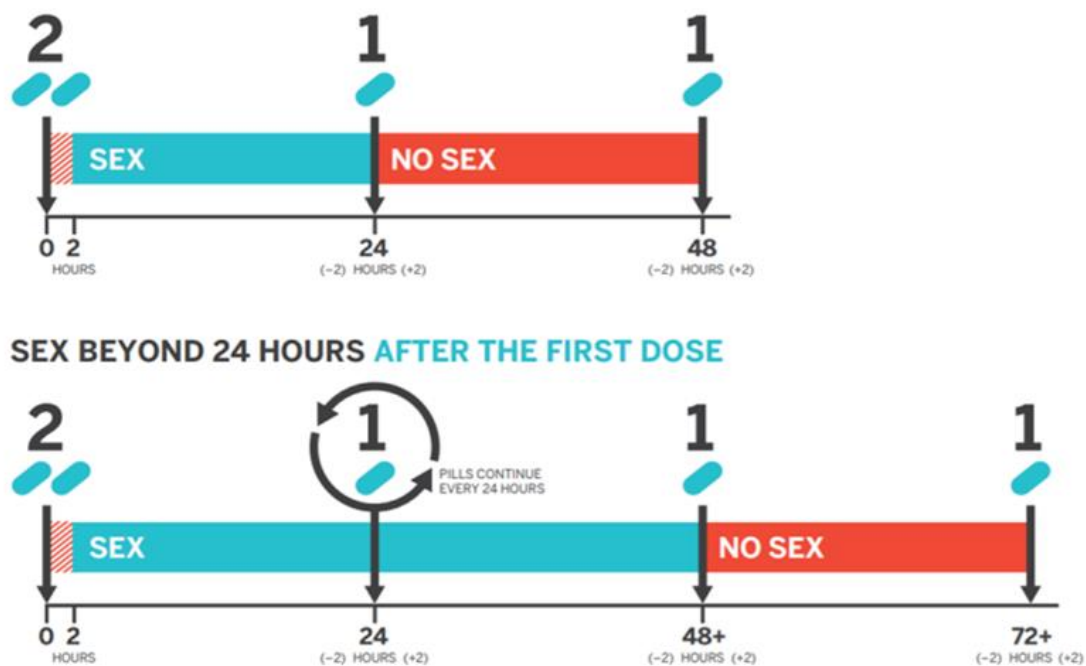 2 1 1
SEX NO SEX
0 2 24 48
HOURS (−2) HOURS (+2) (−2) HOURS (+2)
SEX BEYOND 24 HOURS AFTER THE FIRST DOSE
2 1 1 1
PILLS CONTINUE
EVERY 24 HOURS
SEX NO SEX
0 2 24 48+ 72+
HOURS (−2) HOURS (+2) (−2) HOURS (+2) (−2) HOURS (+2)